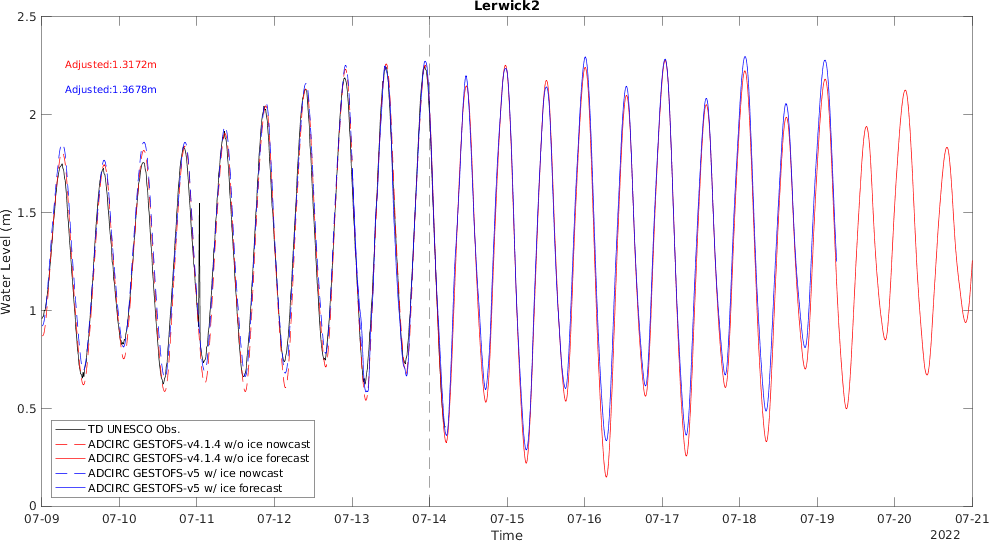 Lerwick2
2.5
2
1.5
1
0.5
0
Water Level (m)
Adjusted:1.3172m
Adjusted:1.3678m
TD UNESCO Obs.
ADCIRC GESTOFS-v4.1.4 w/o ice nowcast
ADCIRC GESTOFS-v4.1.4 w/o ice forecast
ADCIRC GESTOFS-v5 w/ ice nowcast
ADCIRC GESTOFS-v5 w/ ice forecast
07-09 07-10 07-11 07-12 07-13 07-14 07-15 07-16 07-17 07-18 07-19 07-20 07-21
Time
2022